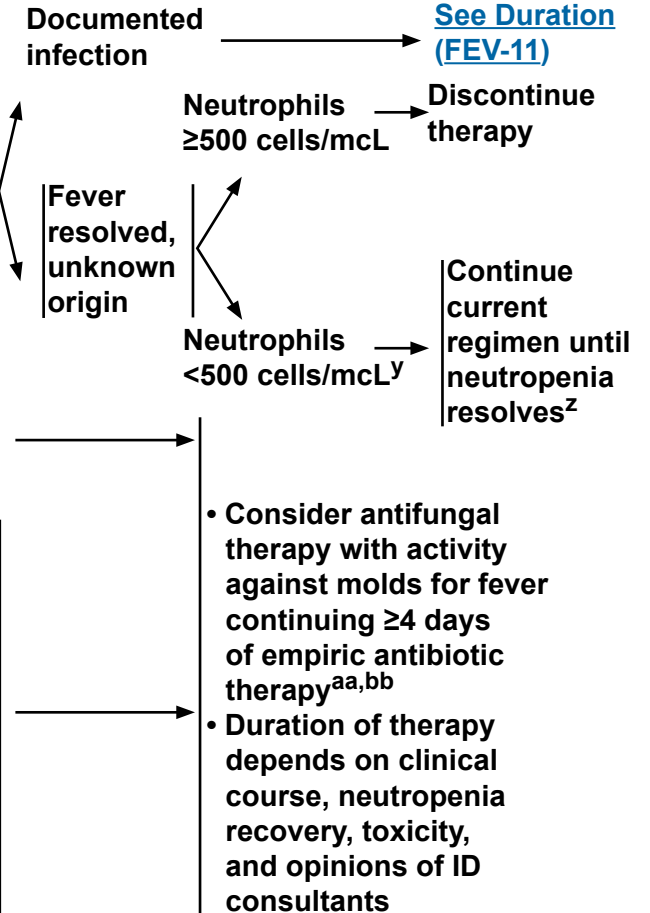 Documented
infection
See Duration
(FEV-11)
Neutrophils
≥500 cells/mcL
Discontinue
therapy
Fever
resolved,
unknown
origin
Neutrophils
<500 cells/mcLy
Continue
current
regimen until
neutropenia
resolvesz
• Consider antifungal
therapy with activity
against molds for fever
continuing ≥4 days
of empiric antibiotic
therapyaa,bb
• Duration of therapy
depends on clinical
course, neutropenia
recovery, toxicity,
and opinions of ID
consultants